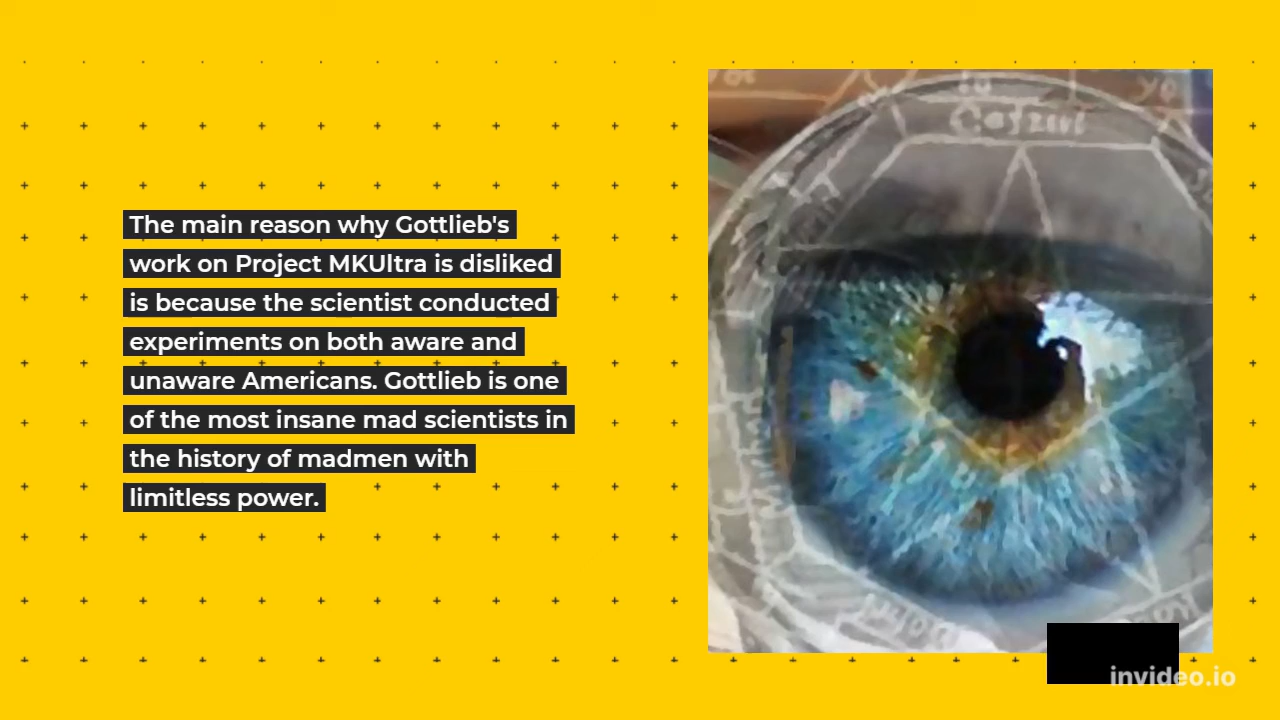 The main reason why Gottlieb's
work on Project MKUltra is disliked
is because the scientist conducted
experiments on both aware and
unaware Americans. Gottlieb is one
of the most insane mad scientists in
the history of madmen with
limitless power.
invideo.io